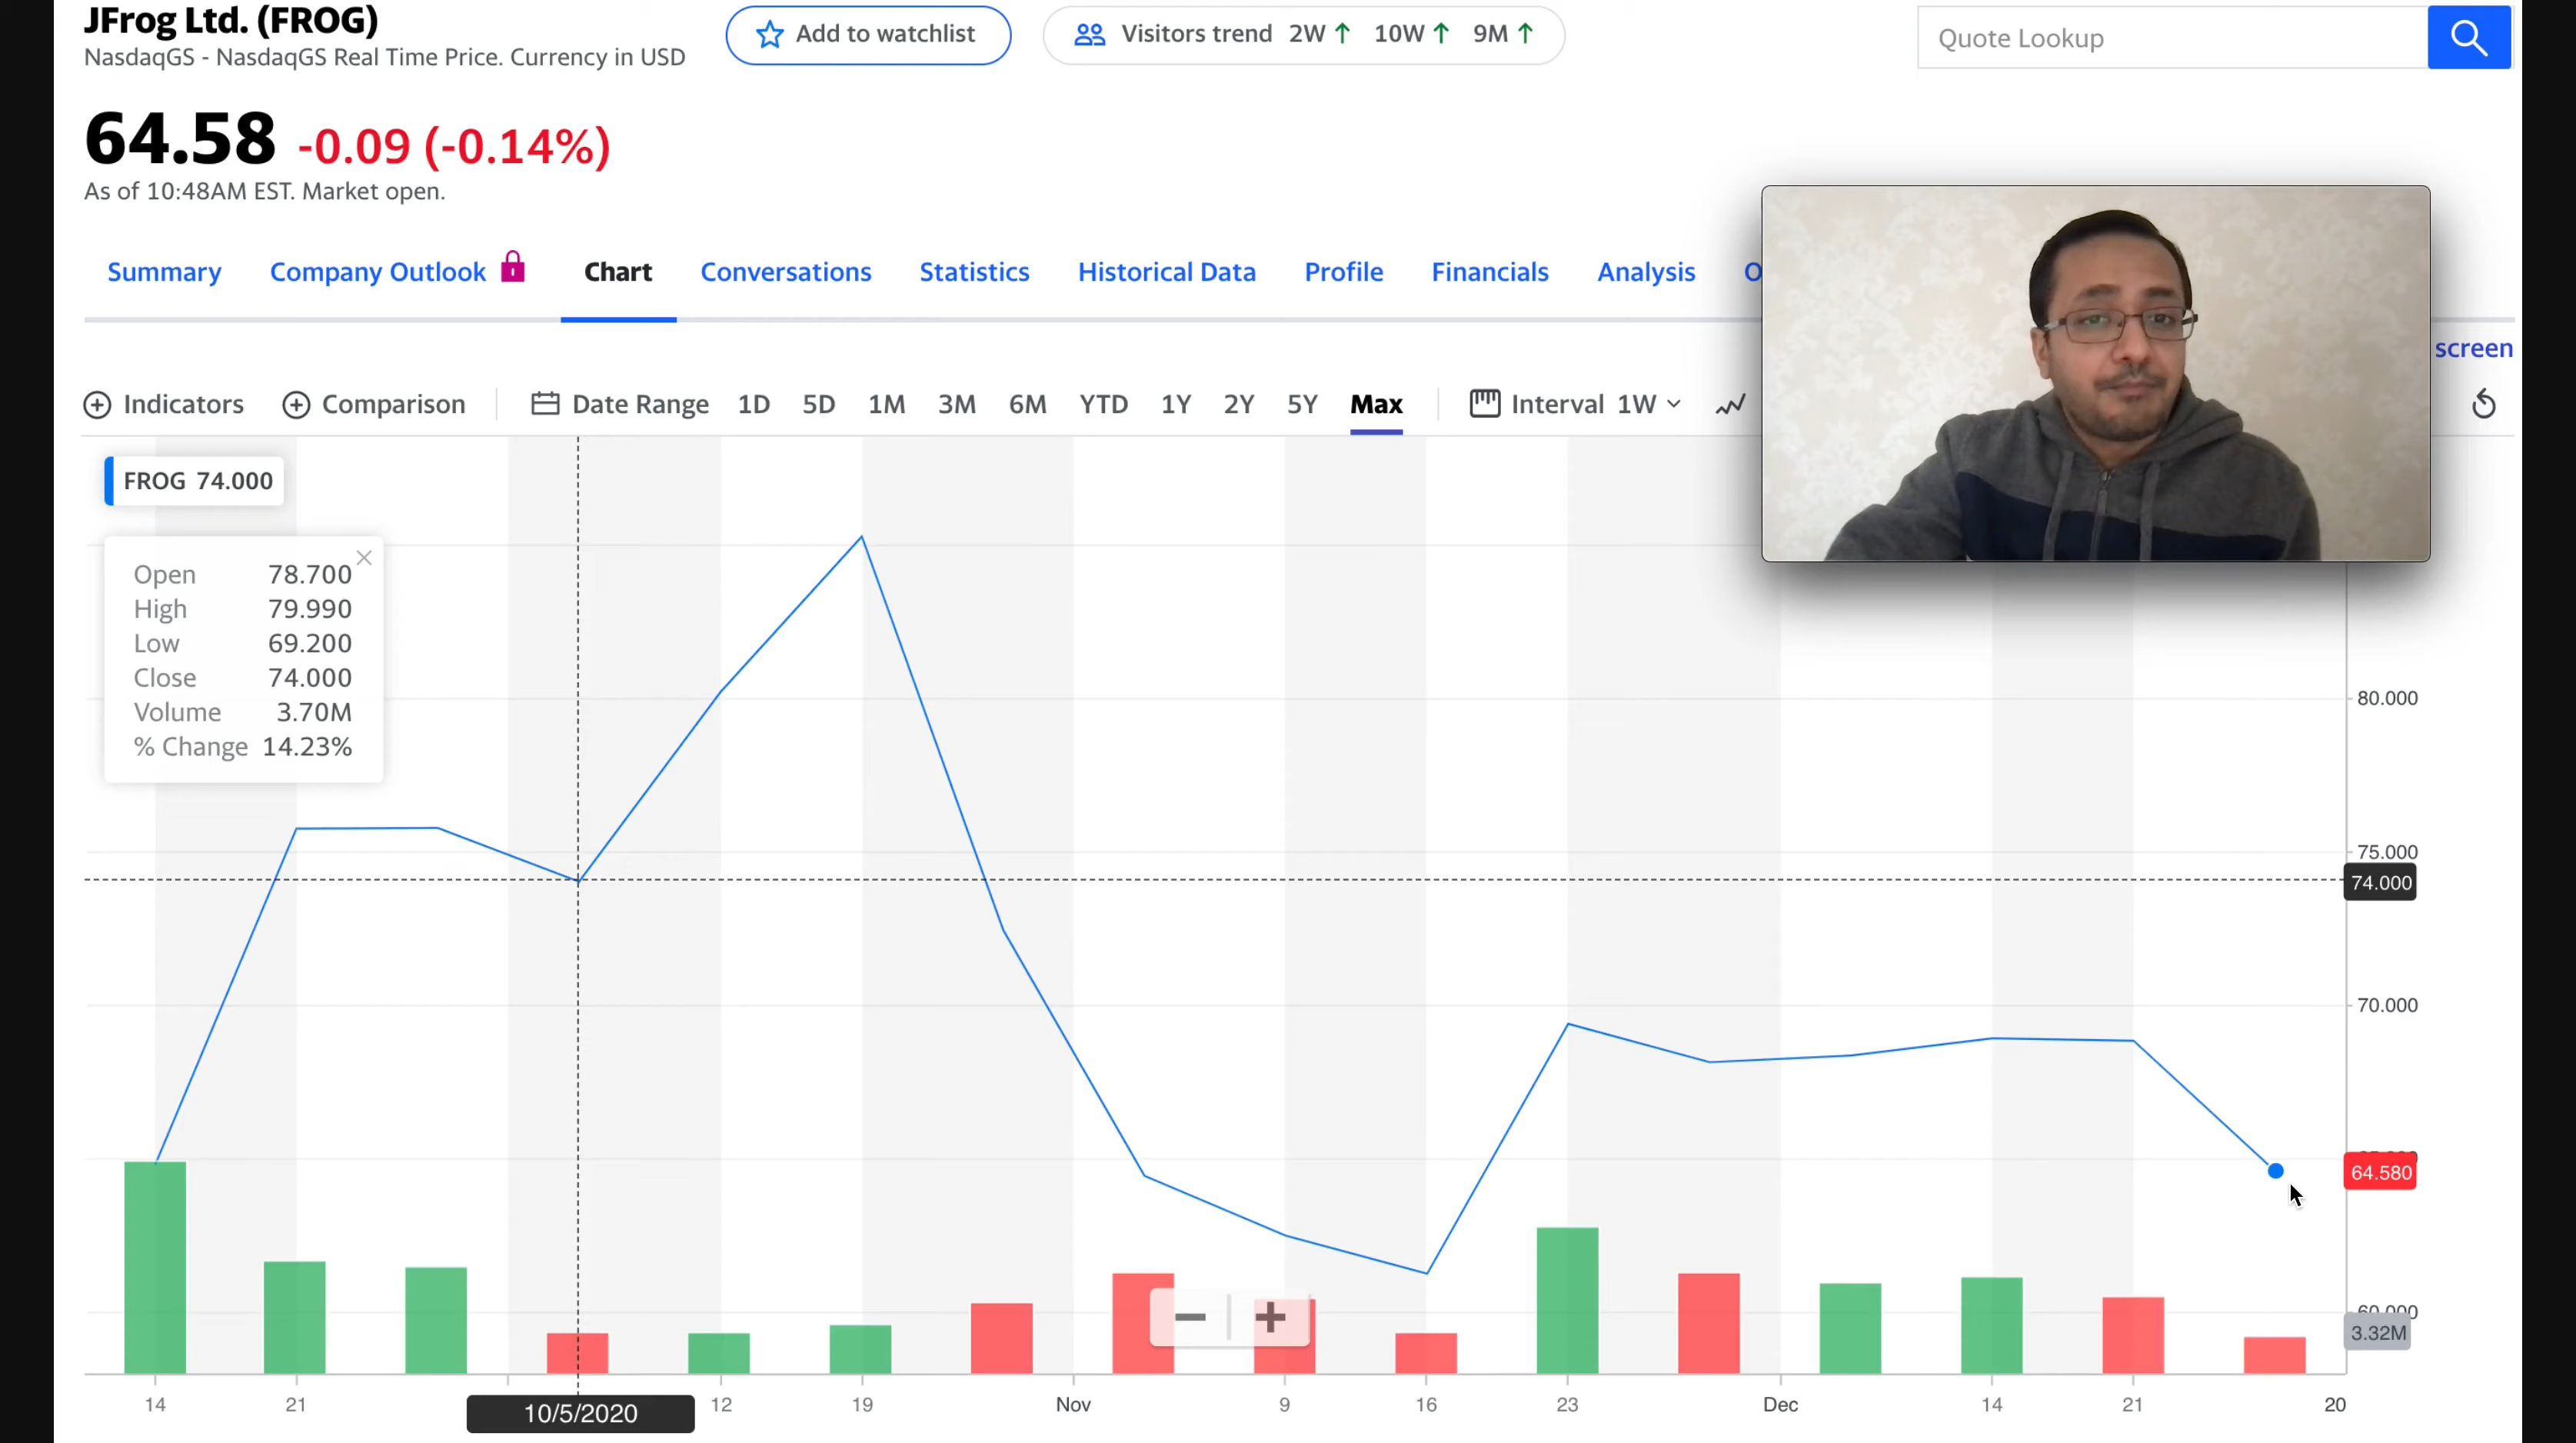 JFrog Ltd. (FROG)
NasdaqGS - NasdaqGS Real Time Price. Currency in USD
Add to watchlist
Visitors trend 2W 10W 9M
Quote Lookup
64.58 -0.09 (-0.14%)
As of 10:48AM EST. Market open.
Summary Company Outlook Chart Conversations Statistics Historical Data Profile Financials Analysis O
screen
Indicators Comparison Date Range 1D 5D 1M 3M 6M YTD 1Y 2Y 5Y Max Interval 1W
FROG 74.000
Open 78.700
High 79.990
Low 69.200
Close 74.000
Volume 3.70M
% Change 14.23%
80.000
75.000
74.000
70.000
64.580
60.000
3.32M
14 21 10/5/2020 12 19 Nov 9 16 23 Dec 14 21 20